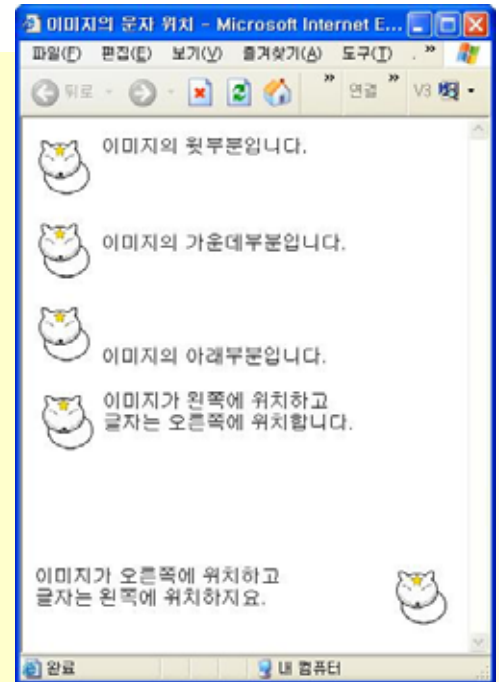 이미지의 문자 위치 - Microsoft Internet E...
파일(F) 편집(E) 보기(V) 즐겨찾기(A) 도구(T) . »
뒤로 » 연결 » V3
이미지의 윗부분입니다.
이미지의 가운데부분입니다.
이미지의 아래부분입니다.
이미지가 왼쪽에 위치하고
글자는 오른쪽에 위치합니다.
이미지가 오른쪽에 위치하고
글자는 왼쪽에 위치하지요.
완료 내 컴퓨터